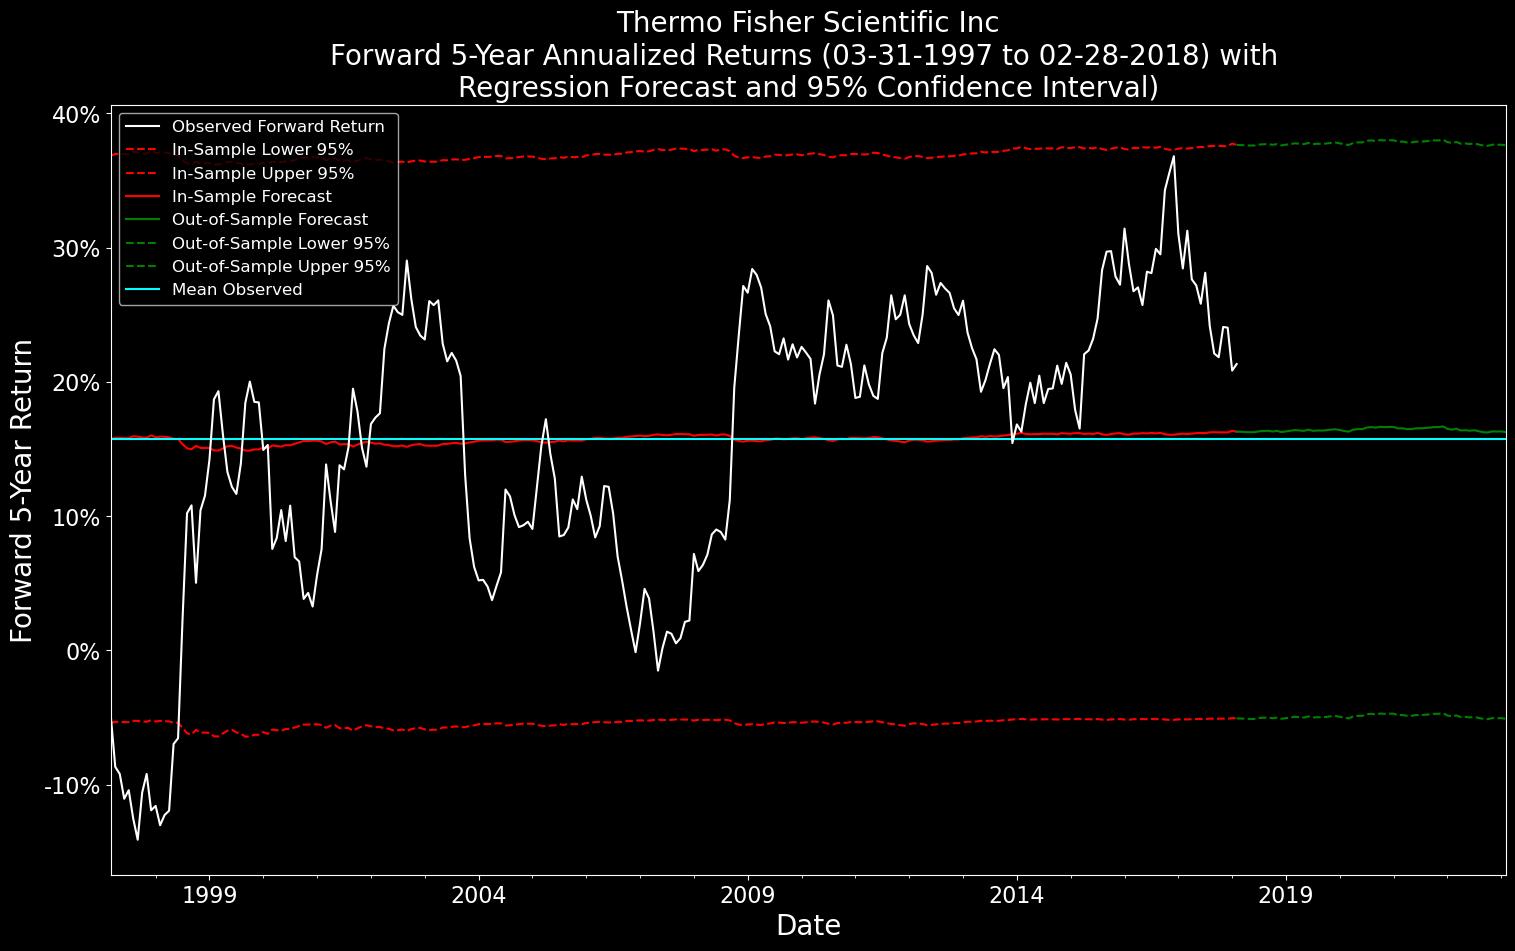 Thermo Fisher Scientific Inc
Forward 5-Year Annualized Returns (03-31-1997 to 02-28-2018) with
Regression Forecast and 95% Confidence Interval)
Observed Forward Return
In-Sample Lower 95%
In-Sample Upper 95%
In-Sample Forecast
Out-of-Sample Forecast
Out-of-Sample Lower 95%
Out-of-Sample Upper 95%
Mean Observed
Forward 5-Year Return
40%
30%
20%
10%
0%
-10%
1999
2004
2009
2014
2019
Date